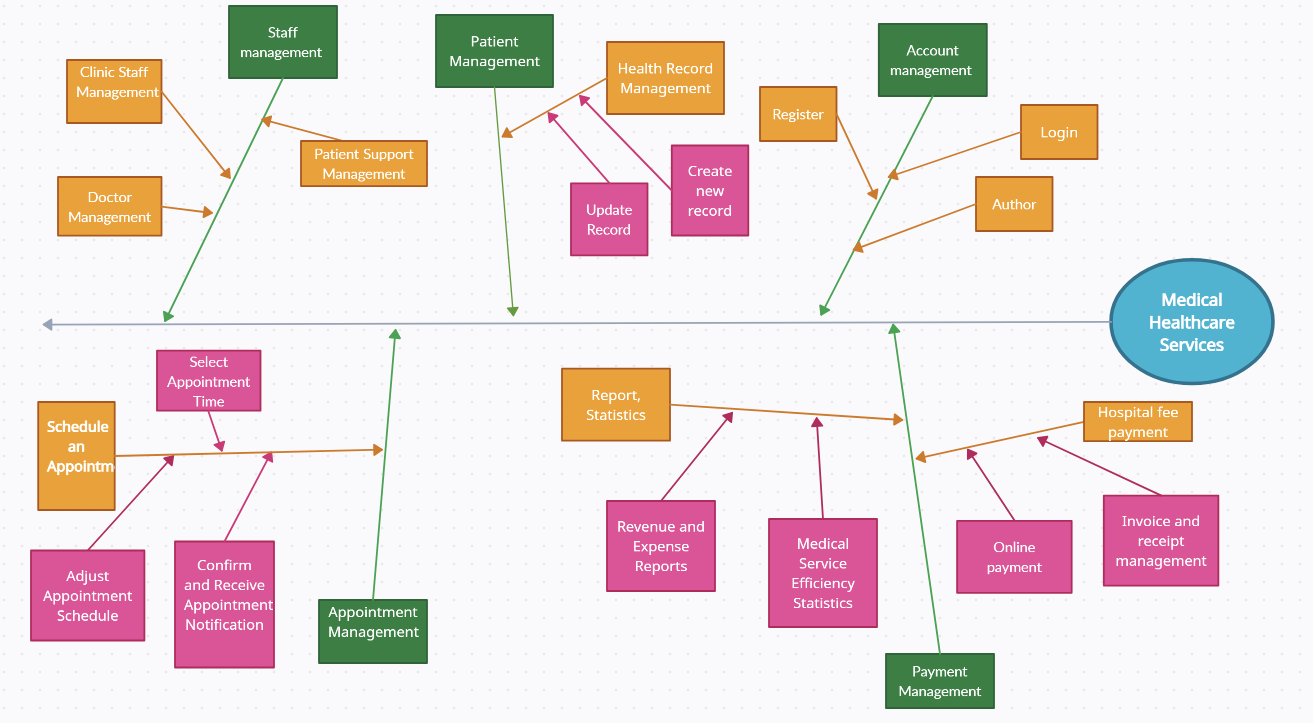 Staff
management
Patient
Management
Account
management
Clinic Staff
Management
Health Record
Management
Register
Login
Patient Support
Management
Create
new
record
Doctor
Management
Update
Record
Author
Medical
Healthcare
Services
Select
Appointment
Time
Report,
Statistics
Hospital fee
payment
Schedule
an
Appointm
Revenue and
Expense
Reports
Medical
Service
Efficiency
Statistics
Online
payment
Invoice and
receipt
management
Adjust
Appointment
Schedule
Confirm
and Receive
Appointment
Notification
Appointment
Management
Payment
Management